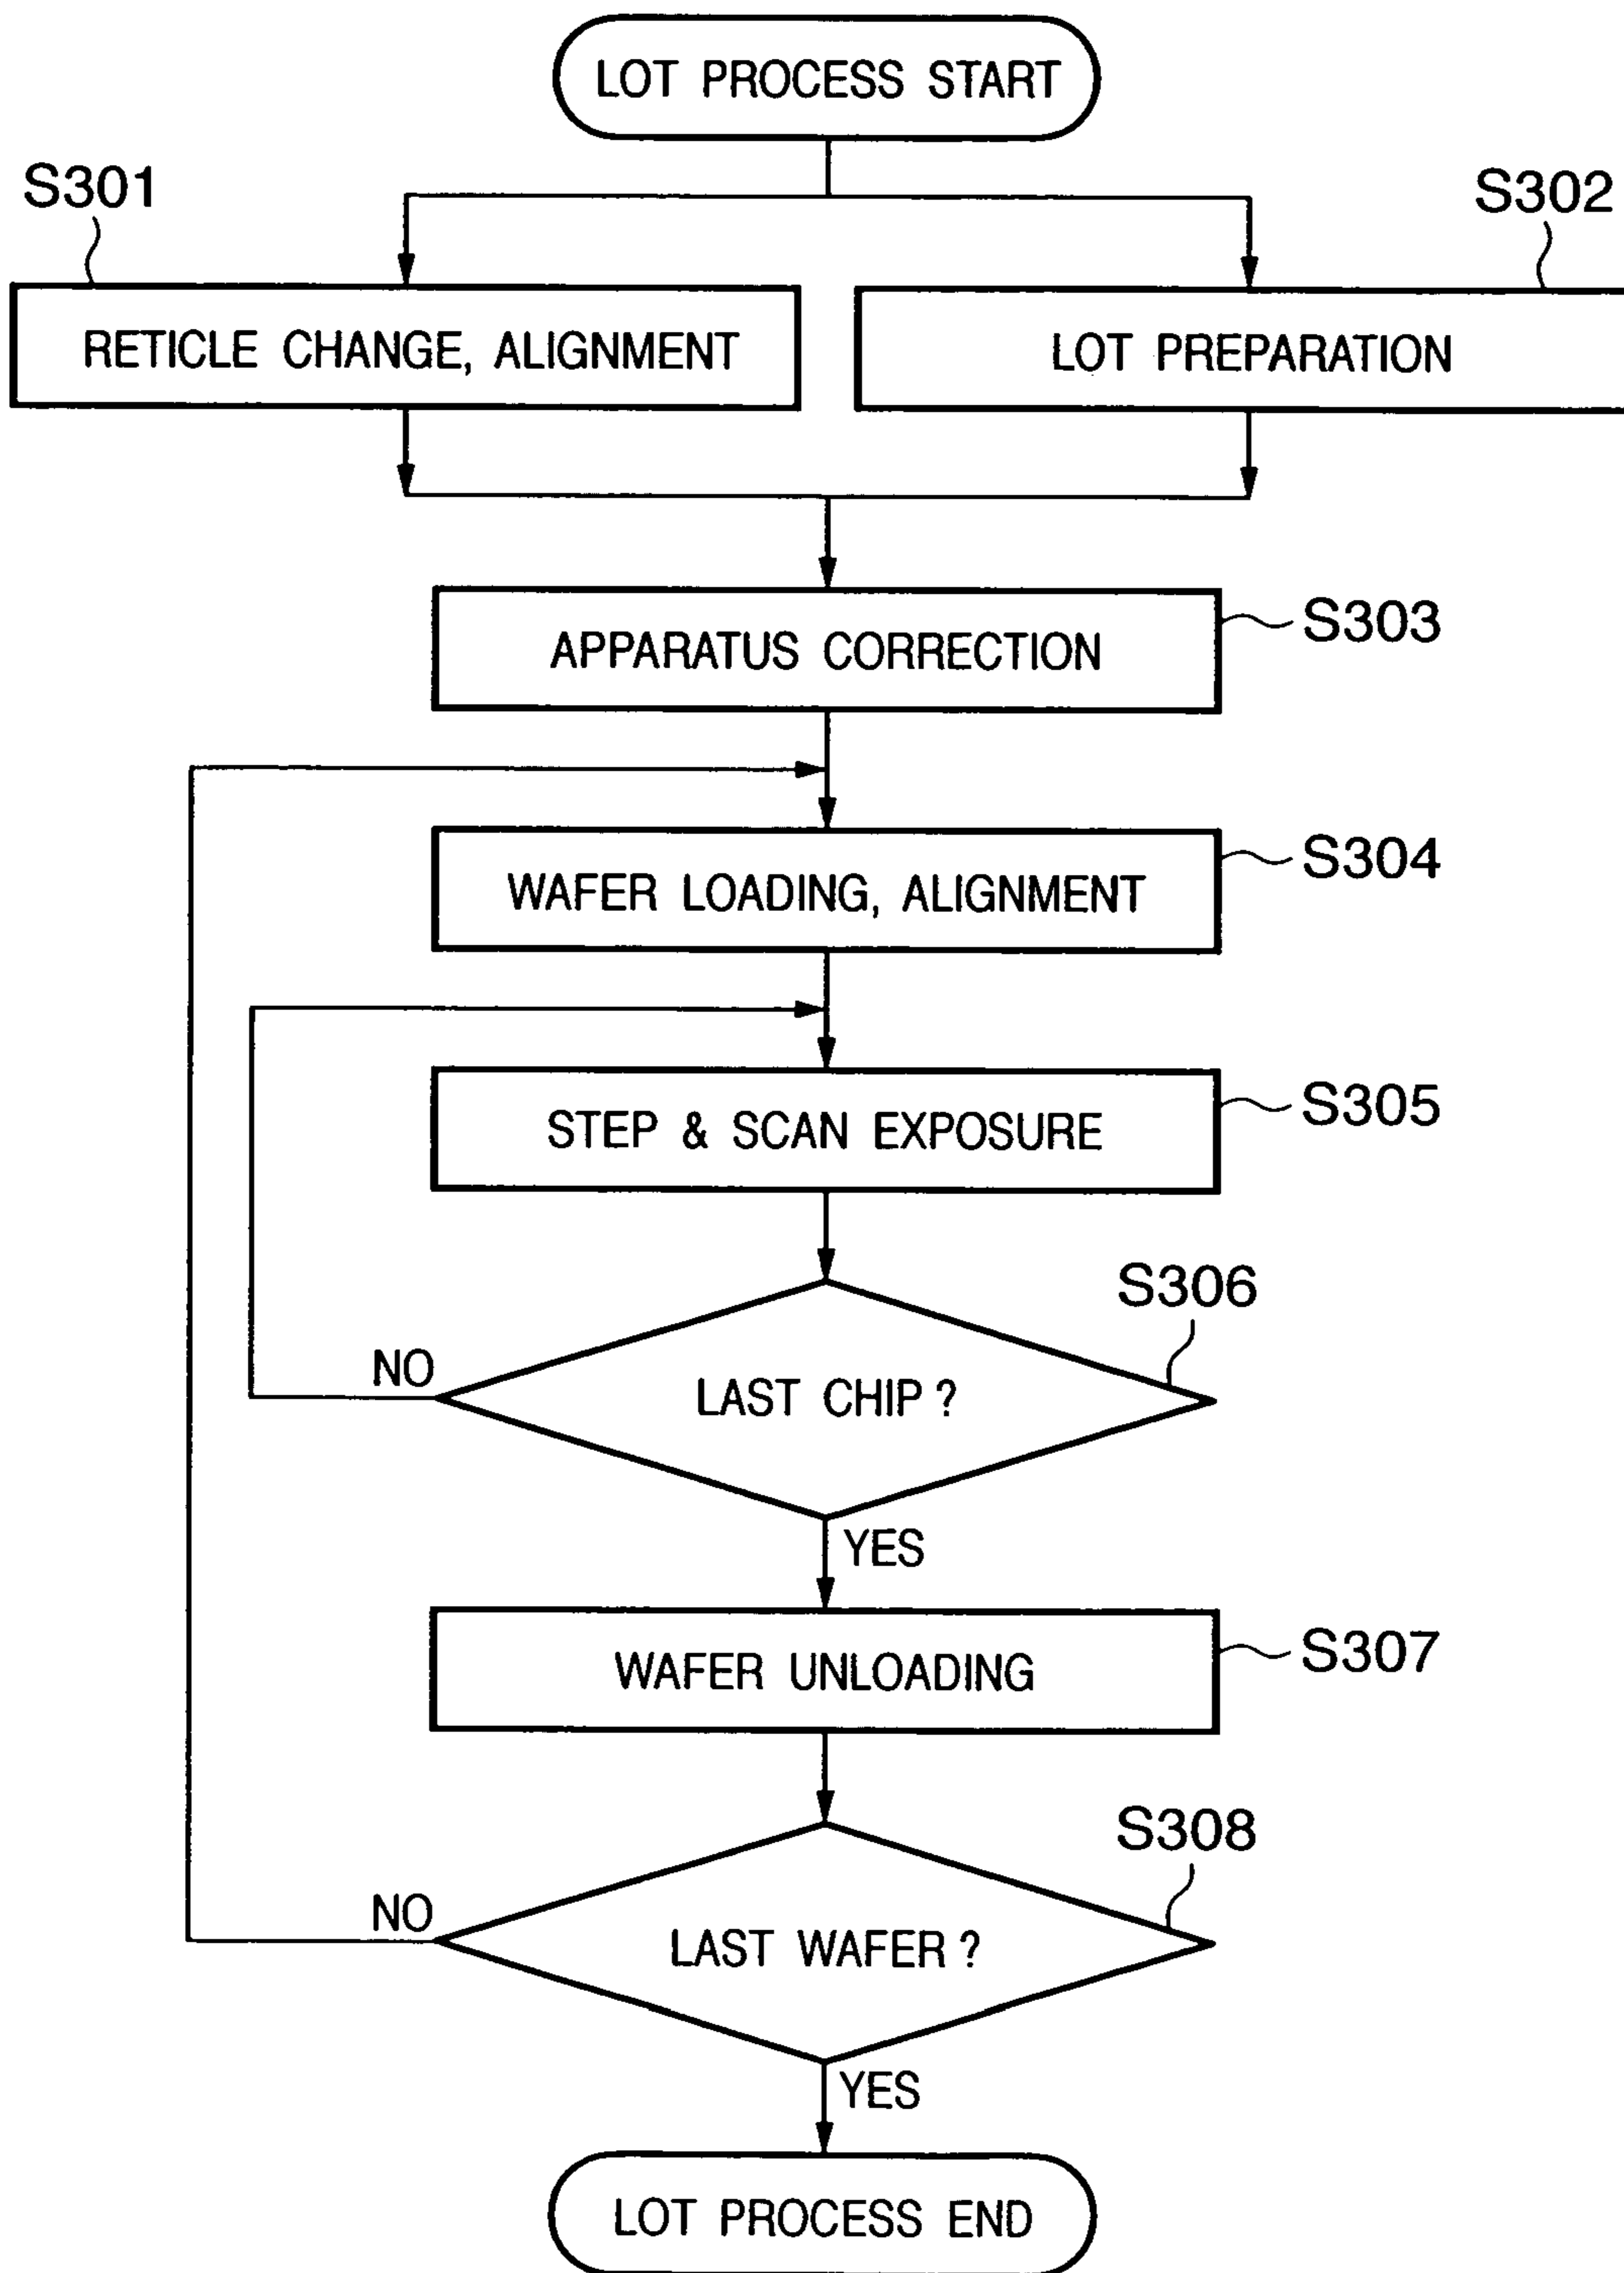 LOT PROCESS START
S301
S302
RETICLE CHANGE, ALIGNMENT
LOT PREPARATION
S303
APPARATUS CORRECTION
S304
WAFER LOADING, ALIGNMENT
S305
STEP & SCAN EXPOSURE
S306
NO
LAST CHIP ?
YES
S307
WAFER UNLOADING
S308
NO
LAST WAFER ?
YES
LOT PROCESS END